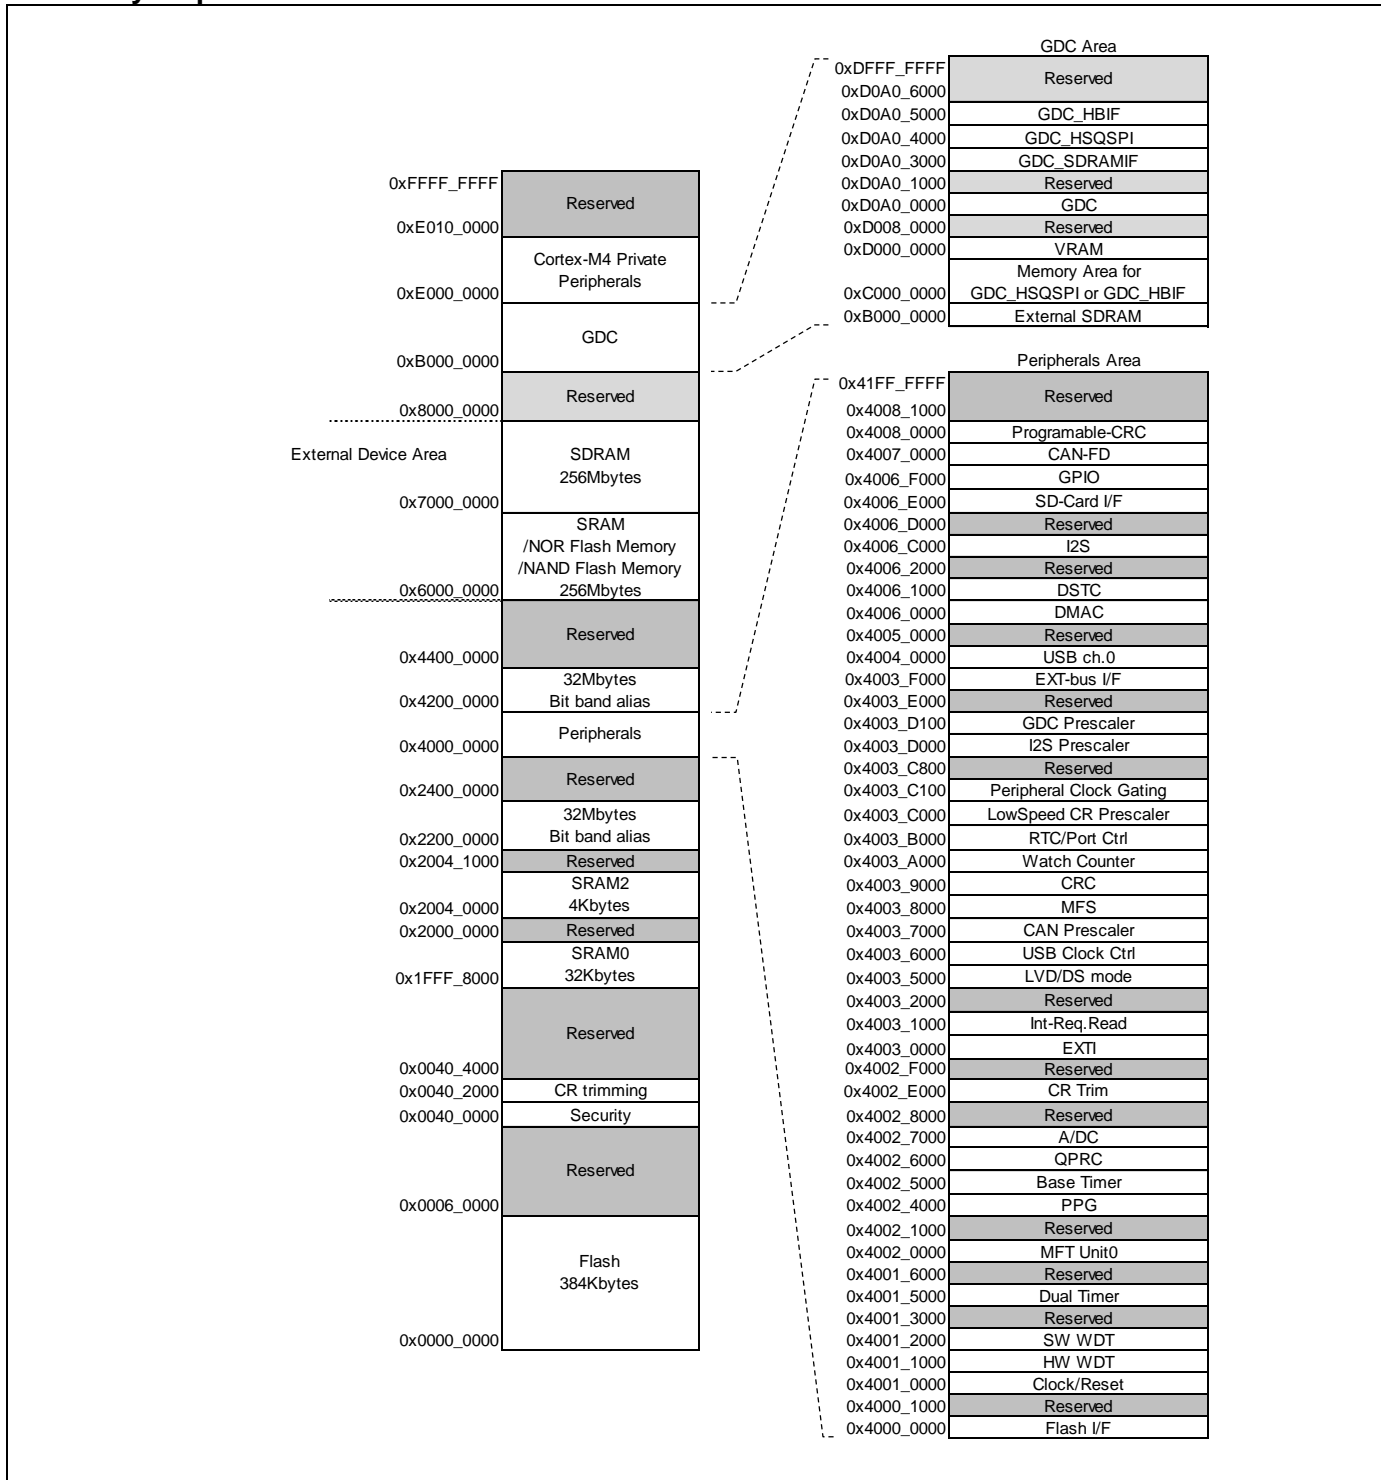 0xFFFF_FFFF
Reserved
0xE010_0000
Cortex-M4 Private
Peripherals
0xE000_0000
GDC
0xB000_0000
Reserved
0x8000_0000
External Device Area
SDRAM
256Mbytes
0x7000_0000
SRAM
/NOR Flash Memory
/NAND Flash Memory
0x6000_0000 256Mbytes
Reserved
0x4400_0000
32Mbytes
0x4200_0000 Bit band alias
Peripherals
0x4000_0000
Reserved
0x2400_0000
32Mbytes
0x2200_0000 Bit band alias
0x2004_1000 Reserved
SRAM2
0x2004_0000 4Kbytes
0x2000_0000 Reserved
SRAM0
0x1FFF_8000 32Kbytes
Reserved
0x0040_4000
0x0040_2000 CR trimming
0x0040_0000 Security
Reserved
0x0006_0000
Flash
384Kbytes
0x0000_0000
GDC Area
0xDFFF_FFFF
Reserved
0xD0A0_6000
0xD0A0_5000 GDC_HBIF
0xD0A0_4000 GDC_HSQSPI
0xD0A0_3000 GDC_SDRAMIF
0xD0A0_1000 Reserved
0xD0A0_0000 GDC
0xD008_0000 Reserved
0xD000_0000 VRAM
Memory Area for
0xC000_0000 GDC_HSQSPI or GDC_HBIF
0xB000_0000 External SDRAM
Peripherals Area
0x41FF_FFFF
Reserved
0x4008_1000
0x4008_0000 Programable-CRC
0x4007_0000 CAN-FD
0x4006_F000 GPIO
0x4006_E000 SD-Card I/F
0x4006_D000 Reserved
0x4006_C000 I2S
0x4006_2000 Reserved
0x4006_1000 DSTC
0x4006_0000 DMAC
0x4005_0000 Reserved
0x4004_0000 USB ch.0
0x4003_F000 EXT-bus I/F
0x4003_E000 Reserved
0x4003_D100 GDC Prescaler
0x4003_D000 I2S Prescaler
0x4003_C800 Reserved
0x4003_C100 Peripheral Clock Gating
0x4003_C000 LowSpeed CR Prescaler
0x4003_B000 RTC/Port Ctrl
0x4003_A000 Watch Counter
0x4003_9000 CRC
0x4003_8000 MFS
0x4003_7000 CAN Prescaler
0x4003_6000 USB Clock Ctrl
0x4003_5000 LVD/DS mode
0x4003_2000 Reserved
0x4003_1000 Int-Req.Read
0x4003_0000 EXTI
0x4002_F000 Reserved
0x4002_E000 CR Trim
0x4002_8000 Reserved
0x4002_7000 A/DC
0x4002_6000 QPRC
0x4002_5000 Base Timer
0x4002_4000 PPG
0x4002_1000 Reserved
0x4002_0000 MFT Unit0
0x4001_6000 Reserved
0x4001_5000 Dual Timer
0x4001_3000 Reserved
0x4001_2000 SW WDT
0x4001_1000 HW WDT
0x4001_0000 Clock/Reset
0x4000_1000 Reserved
0x4000_0000 Flash I/F